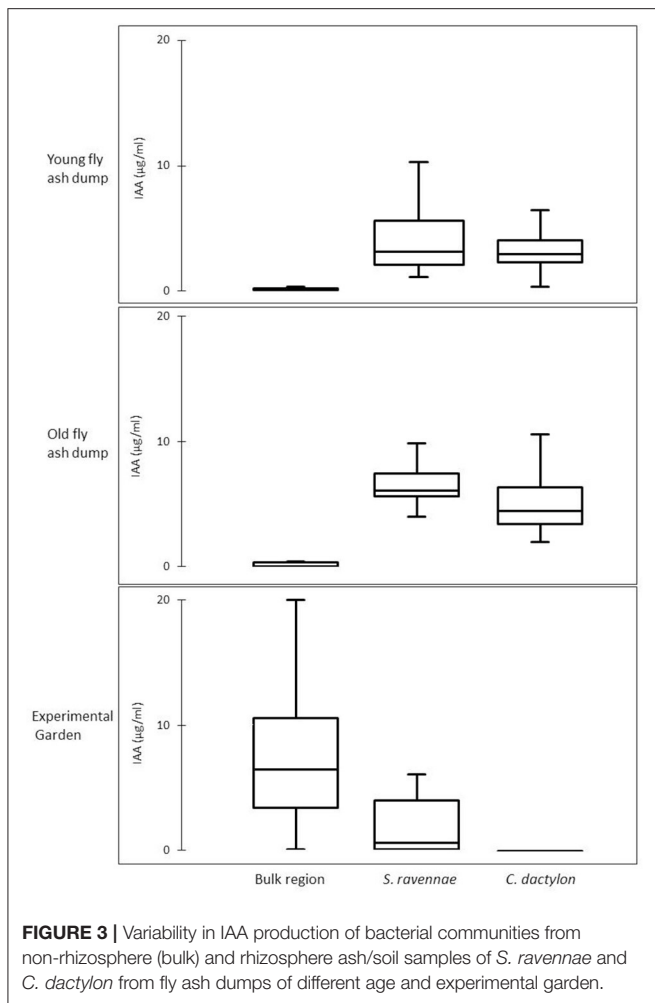 20
Young fly
ash dump
IAA (µg/ml)
10
0
20
Old fly
ash dump
IAA (µg/ml)
10
0
20
Experimental
Garden
IAA (µg/ml)
10
0
Bulk region
S. ravennae
C. dactylon
FIGURE 3 | Variability in IAA production of bacterial communities from
non-rhizosphere (bulk) and rhizosphere ash/soil samples of S. ravennae and
C. dactylon from fly ash dumps of different age and experimental garden.